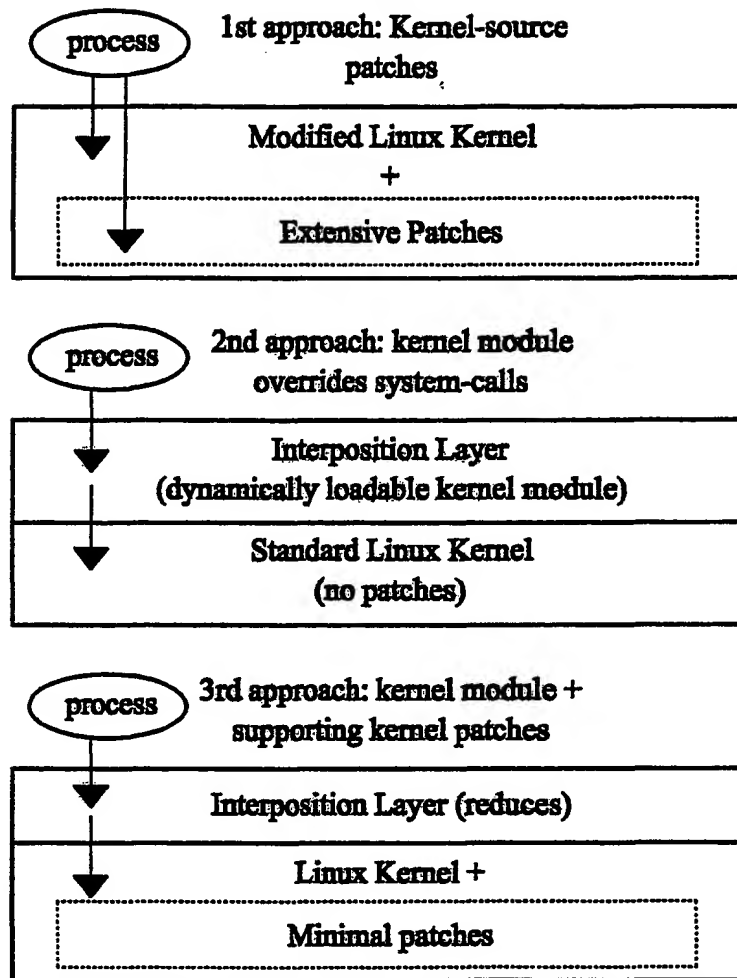 process
1st approach: Kernel-source
patches
Modified Linux Kernel
+
Extensive Patches
process
2nd approach: kernel module
overrides system-calls
Interposition Layer
(dynamically loadable kernel module)
Standard Linux Kernel
(no patches)
process
3rd approach: kernel module +
supporting kernel patches
Interposition Layer (reduces)
Linux Kernel +
Minimal patches